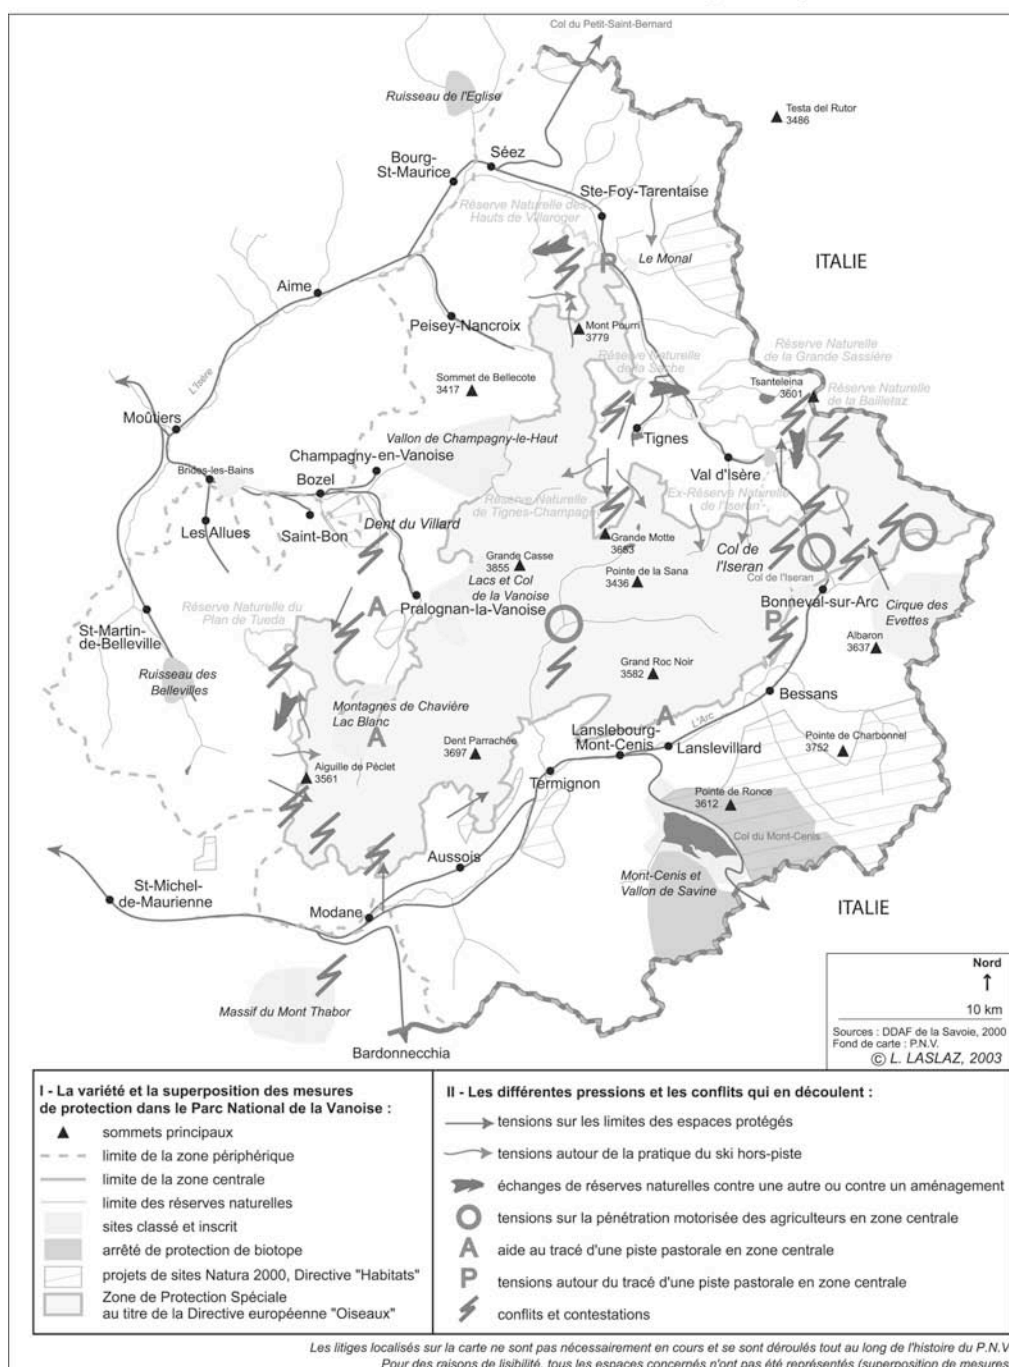 Col du Petit-Saint-Bernard
Ruisseau de l'Eglise
Testa del Rutor
3486
Séez
Bourg-
St-Maurice
Ste-Foy-Tarentaise
Réserve Naturelle des
Hauts de Villaroger
Le Monal
ITALIE
P
Aime
Peisey-Nancroix
Mont Pourri
3779
Réserve Naturelle
de la Grande Sassière
Réserve Naturelle
de la Sache
L'Isère
Sommet de Bellecote
3417
Tsanteleina
3601
Réserve Naturelle
de la Bailletaz
Moûtiers
Vallon de Champagny-le-Haut
Tignes
Champagny-en-Vanoise
Val d'Isère
Brides-les-Bains
Bozel
Réserve Naturelle
de Tignes-Champagny
Ex-Réserve Naturelle
de l'Iseran
Les Allues
Saint-Bon
Dent du Villard
Grande Motte
3653
Grande Casse
3855
Col de
l'Iseran
Lacs et Col
de la Vanoise
Pointe de la Sana
3436
Col de l'Iseran
Bonneval-sur-Arc
A
Pralognan-la-Vanoise
Réserve Naturelle du
Plan de Tueda
P
Cirque des
Evettes
St-Martin-
de-Belleville
Albaron
3637
Ruisseau des
Bellevilles
Grand Roc Noir
3582
Bessans
Montagnes de Chavière
Lac Blanc
A
A
L'Arc
Lanslebourg-
Mont-Cenis
Lanslevillard
Dent Parrachée
3697
Pointe de Charbonnel
3752
Aiguille de Péclet
3561
Termignon
Pointe de Ronce
3612
Col du Mont-Cenis
Aussois
Mont-Cenis et
Vallon de Savine
St-Michel-
de-Maurienne
Modane
ITALIE
Massif du Mont Thabor
Bardonnecchia
Nord
10 km
Sources : DDAF de la Savoie, 2000
Fond de carte : P.N.V.
© L. LASLAZ, 2003
I - La variété et la superposition des mesures
de protection dans le Parc National de la Vanoise :
sommets principaux
limite de la zone périphérique
limite de la zone centrale
limite des réserves naturelles
sites classé et inscrit
arrêté de protection de biotope
projets de sites Natura 2000, Directive "Habitats"
Zone de Protection Spéciale
au titre de la Directive européenne "Oiseaux"
II - Les différentes pressions et les conflits qui en découlent :
tensions sur les limites des espaces protégés
tensions autour de la pratique du ski hors-piste
échanges de réserves naturelles contre une autre ou contre un aménagement
tensions sur la pénétration motorisée des agriculteurs en zone centrale
A aide au tracé d'une piste pastorale en zone centrale
P tensions autour du tracé d'une piste pastorale en zone centrale
conflits et contestations
Les litiges localisés sur la carte ne sont pas nécessairement en cours et se sont déroulés tout au long de l'histoire du P.N.V
Pour des raisons de lisibilité, tous les espaces concernés n'ont pas été représentés (superposition de mesures